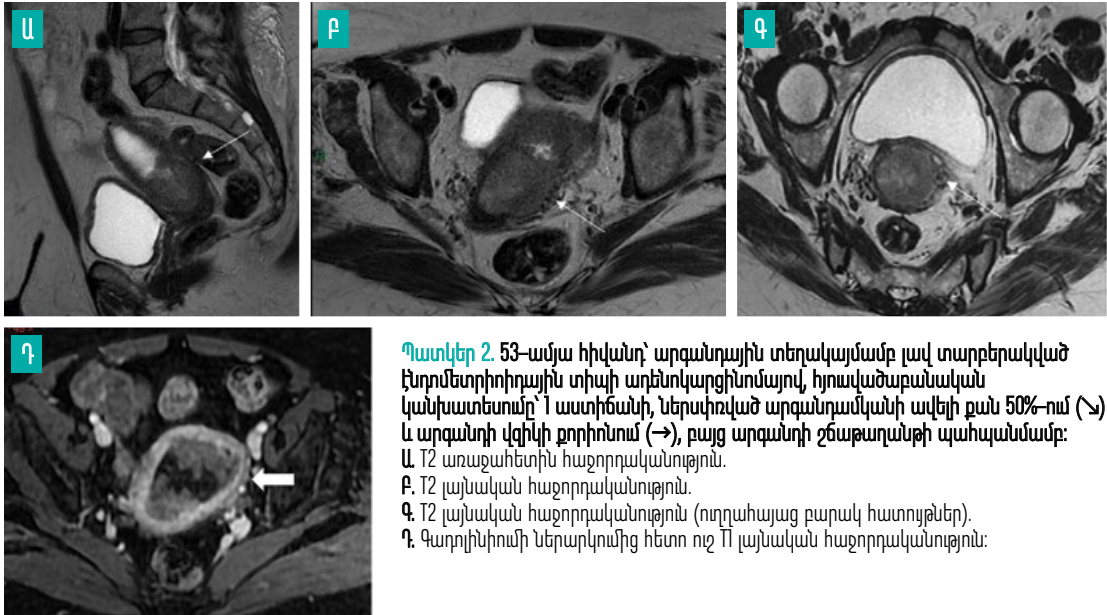 Ա
Բ
Գ
Դ
Պատկեր 2. 53–ամյա հիվանդ՝ արգանդային տեղակայմամբ լավ տարբերակված
էնդոմետրիոիդային տիպի ադենոկարցինոմայով, հյուսվածաբանական
կանխատեսումը՝ 1 աստիճանի, ներսփռված արգանդամկանի ավելի քան 50%–ում (↘)
և արգանդի վզիկի քորիոնում (→), բայց արգանդի շճաթաղանթի պահպանմամբ:
Ա. T2 առաջահետին հաջորդականություն.
Բ. T2 լայնական հաջորդականություն.
Գ. T2 լայնական հաջորդականություն (ուղղահայաց բարակ հատույթներ).
Դ. Գադոլինիումի ներարկումից հետո ուշ T1 լայնական հաջորդականություն: